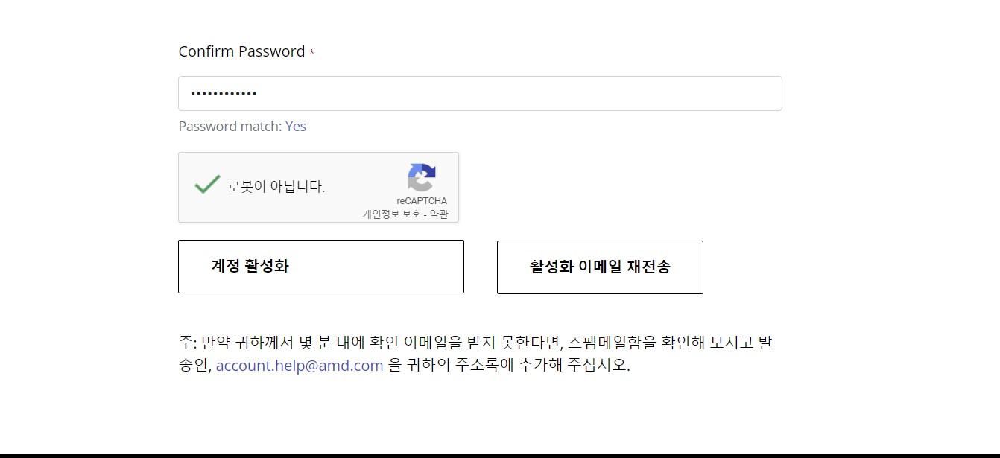 Confirm Password *
••••••••••••
Password match: Yes
로봇이 아닙니다.
reCAPTCHA
개인정보 보호 - 약관
계정 활성화
활성화 이메일 재전송
주: 만약 귀하께서 몇 분 내에 확인 이메일을 받지 못한다면, 스팸메일함을 확인해 보시고 발
송인, account.help@amd.com 을 귀하의 주소록에 추가해 주십시오.